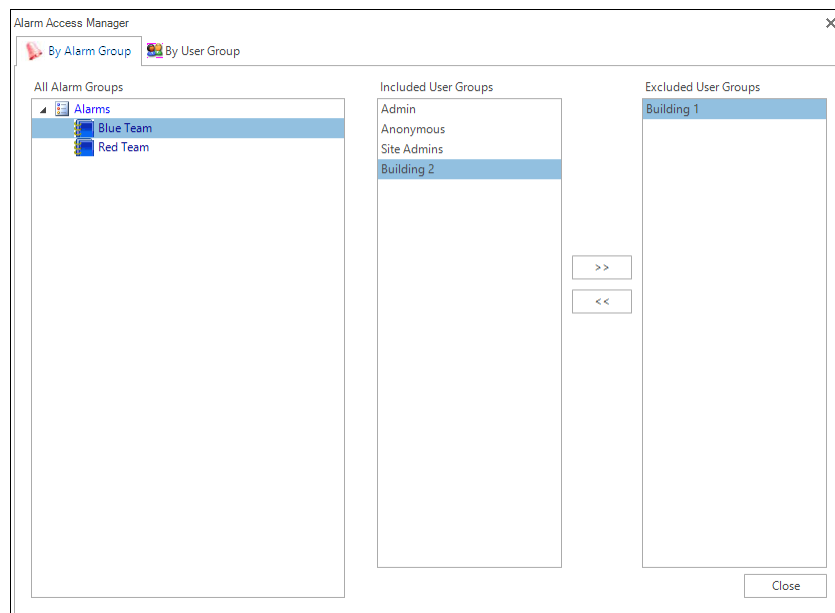 Alarm Access Manager
By Alarm Group
By User Group
All Alarm Groups
Alarms
Blue Team
Red Team
Included User Groups
Admin
Anonymous
Site Admins
Building 2
>>
<<
Excluded User Groups
Building 1
Close